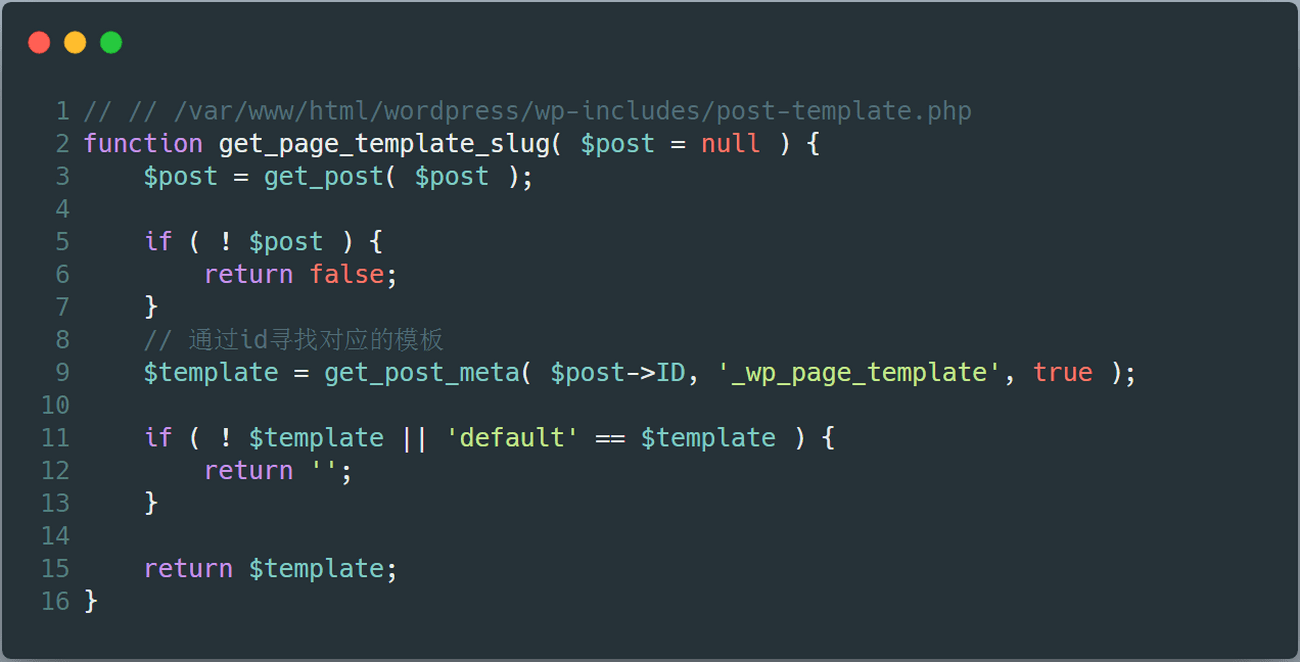 1 // // /var/www/html/wordpress/wp-includes/post-template.php
2 function get_page_template_slug( $post = null ) {
3     $post = get_post( $post );
4
5     if ( ! $post ) {
6         return false;
7     }
8     // 通过id寻找对应的模板
9     $template = get_post_meta( $post->ID, '_wp_page_template', true );
10
11     if ( ! $template || 'default' == $template ) {
12         return '';
13     }
14
15     return $template;
16 }